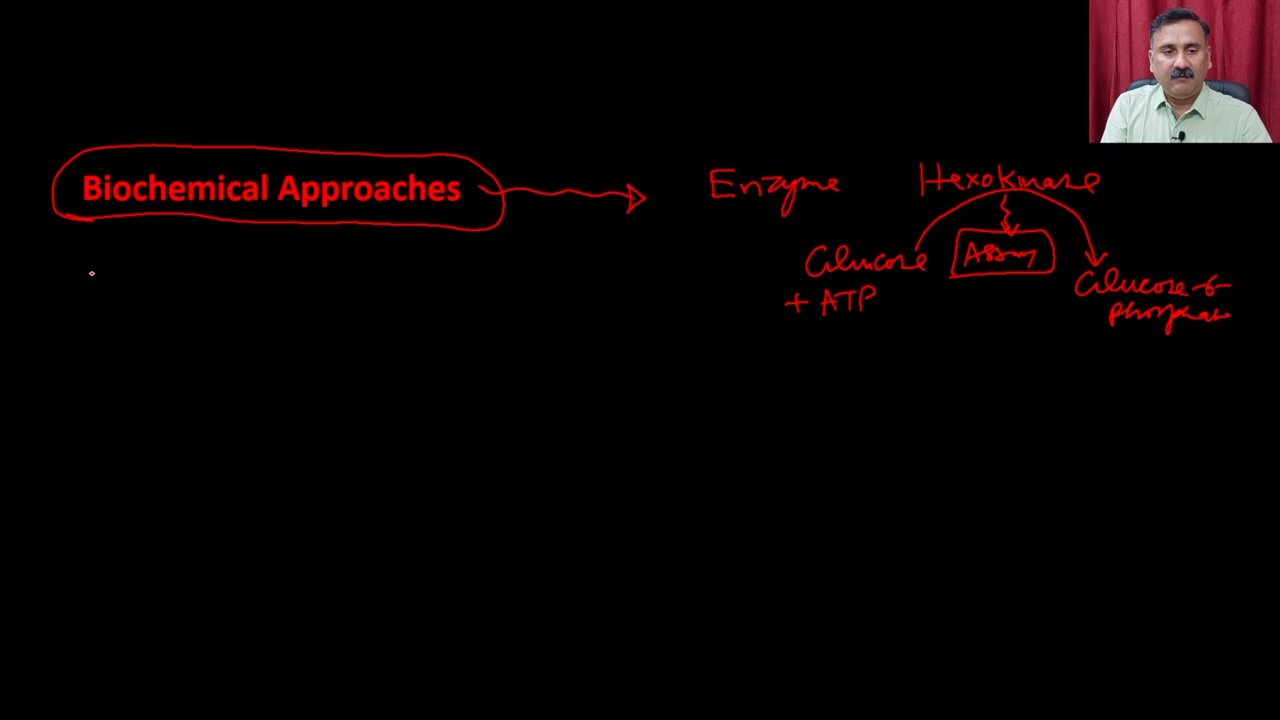 Biochemical Approaches
Enzyme Hexokinase
Glucose Assay
+ ATP
Glucose-6-
phosphate